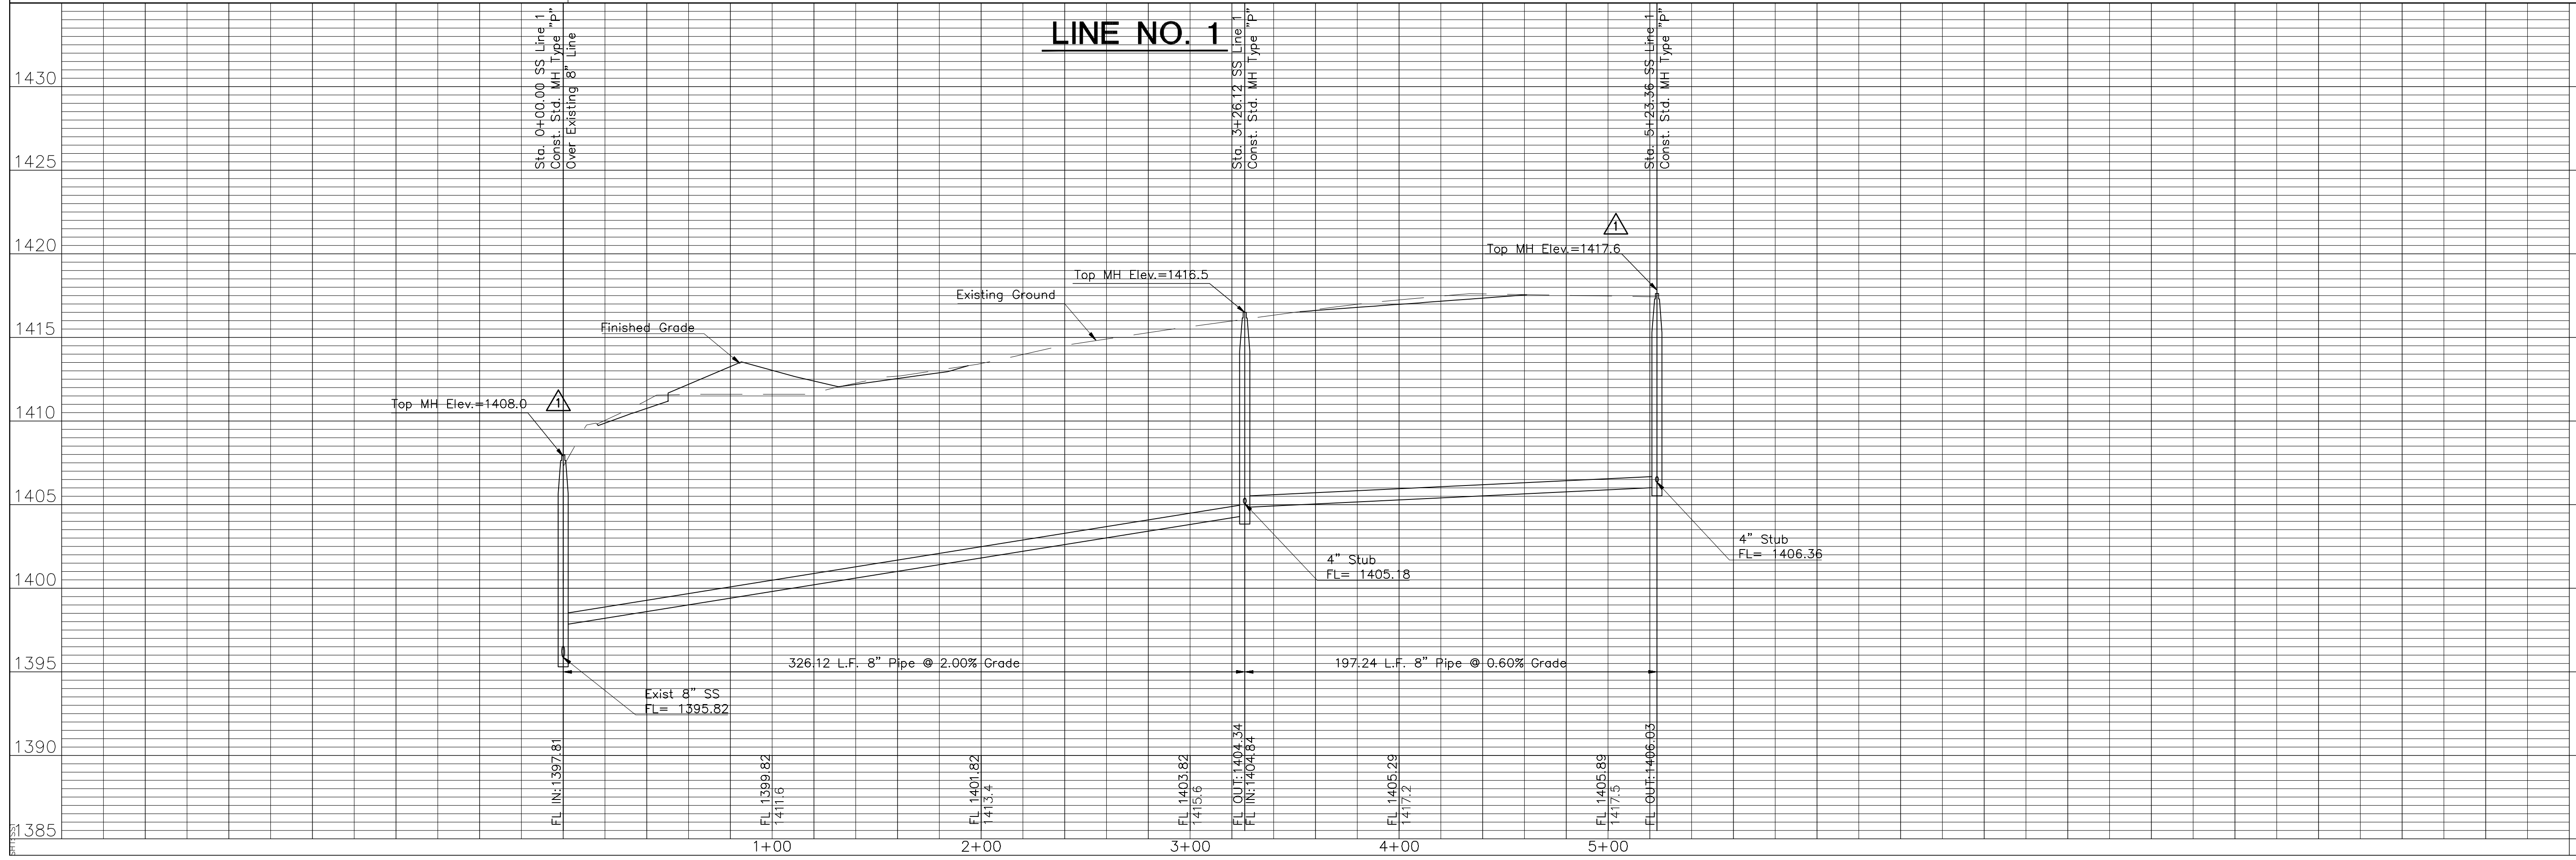 LINE NO. 1
Sta. 0+00.00 SS Line 1
Const. Std. MH Type "P"
Over Existing 8" Line
Sta. 3+26.12 SS Line 1
Const. Std. MH Type "P"
Sta. 5+23.36 SS Line 1
Const. Std. MH Type "P"
1430
1425
1420
1415
1410
1405
1400
1395
1390
1385
1
Top MH Elev.=1417.6
Top MH Elev.=1416.5
Existing Ground
Finished Grade
Top MH Elev.=1408.0
1
4" Stub
FL= 1405.18
4" Stub
FL= 1406.36
326.12 L.F. 8" Pipe @ 2.00% Grade
197.24 L.F. 8" Pipe @ 0.60% Grade
Exist 8" SS
FL= 1395.82
FL IN:1397.81
FL 1399.82
1411.6
FL 1401.82
1413.4
FL 1403.82
1415.6
FL OUT:1404.34
FL IN:1404.84
FL 1405.29
1417.2
FL 1405.89
1417.5
FL OUT:1406.03
1+00
2+00
3+00
4+00
5+00